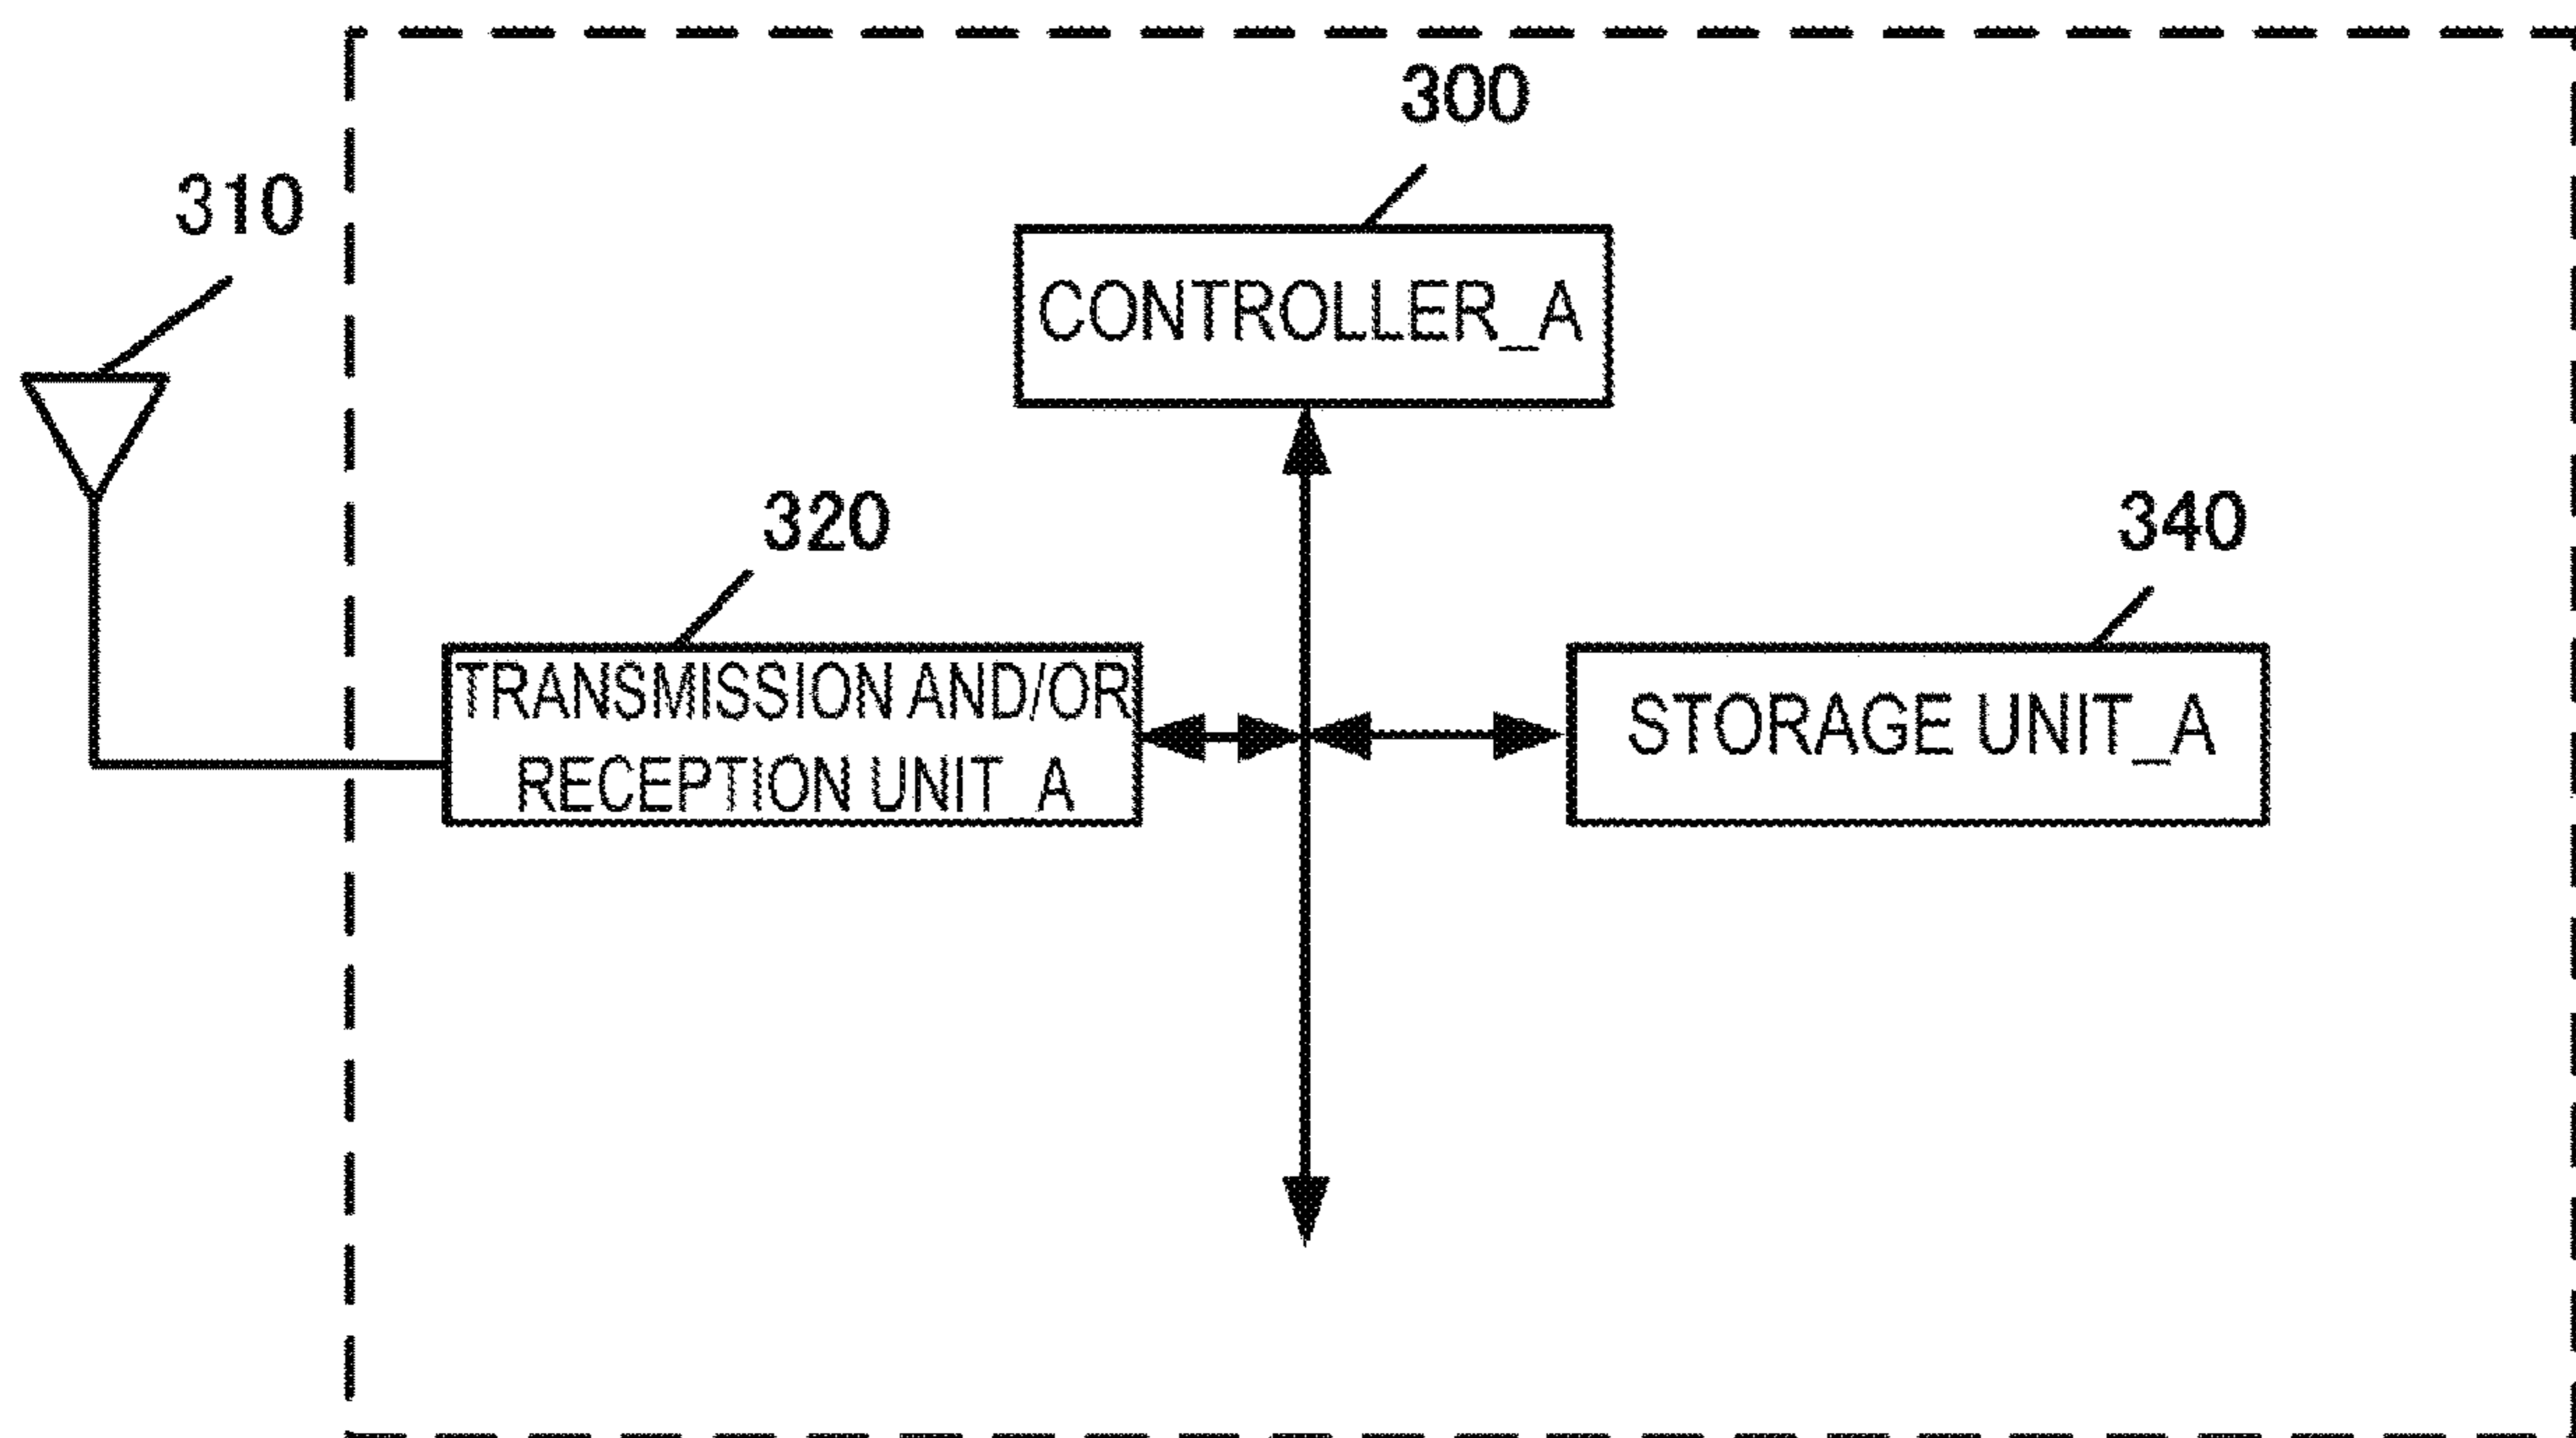 300
310
CONTROLLER_A
320
340
TRANSMISSION AND/OR
RECEPTION UNIT_A
STORAGE UNIT_A